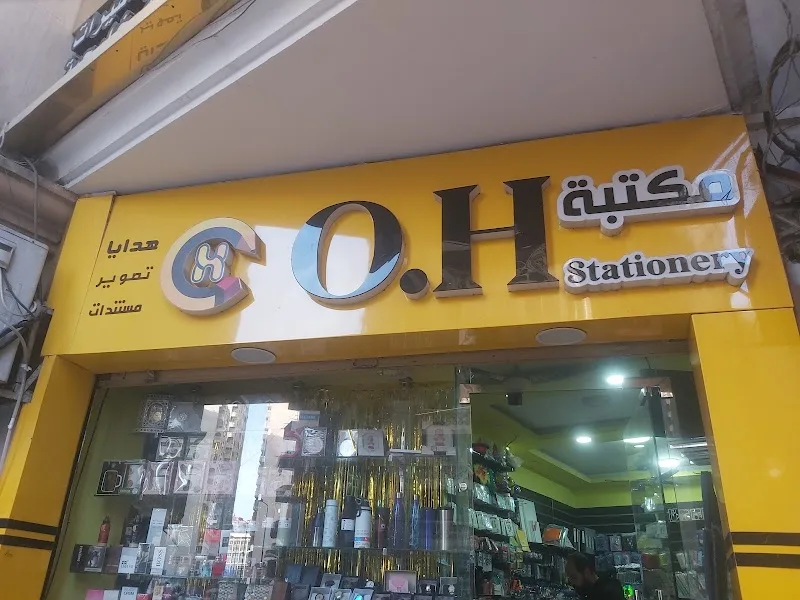 مكتبة
O.H
Stationery
هدايا
تصوير
مستندات